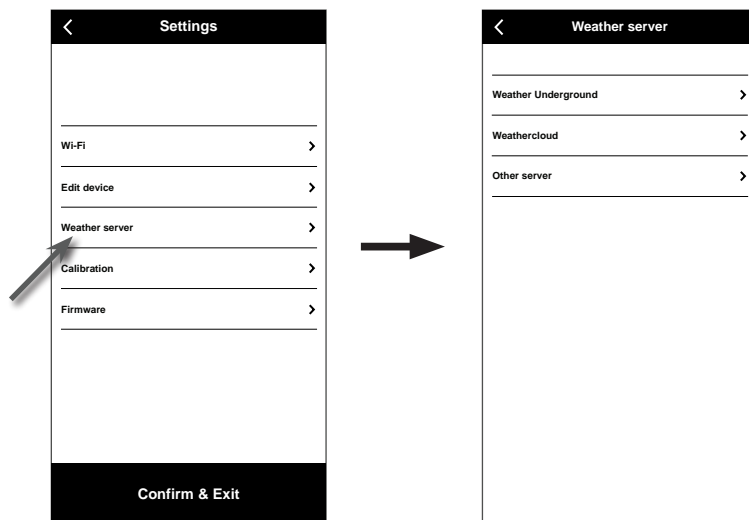 Settings
Wi-Fi
Edit device
Weather server
Calibration
Firmware
Confirm & Exit
Weather server
Weather Underground
Weathercloud
Other server